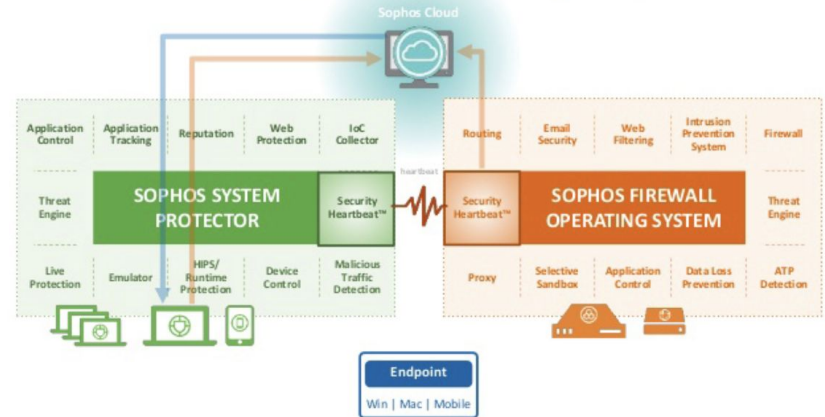 Sophos Cloud
Application
Control
Application
Tracking
Reputation
Web
Protection
IoC
Collector
Threat
Engine
SOPHOS SYSTEM
PROTECTOR
Security
Heartbeat™
Live
Protection
Emulator
HIPS/
Runtime
Protection
Device
Control
Malicious
Traffic
Detection
heartbeat
Routing
Email
Security
Web
Filtering
Intrusion
Prevention
System
Firewall
Security
Heartbeat™
SOPHOS FIREWALL
OPERATING SYSTEM
Threat
Engine
Proxy
Selective
Sandbox
Application
Control
Data Loss
Prevention
ATP
Detection
Endpoint
Win | Mac | Mobile